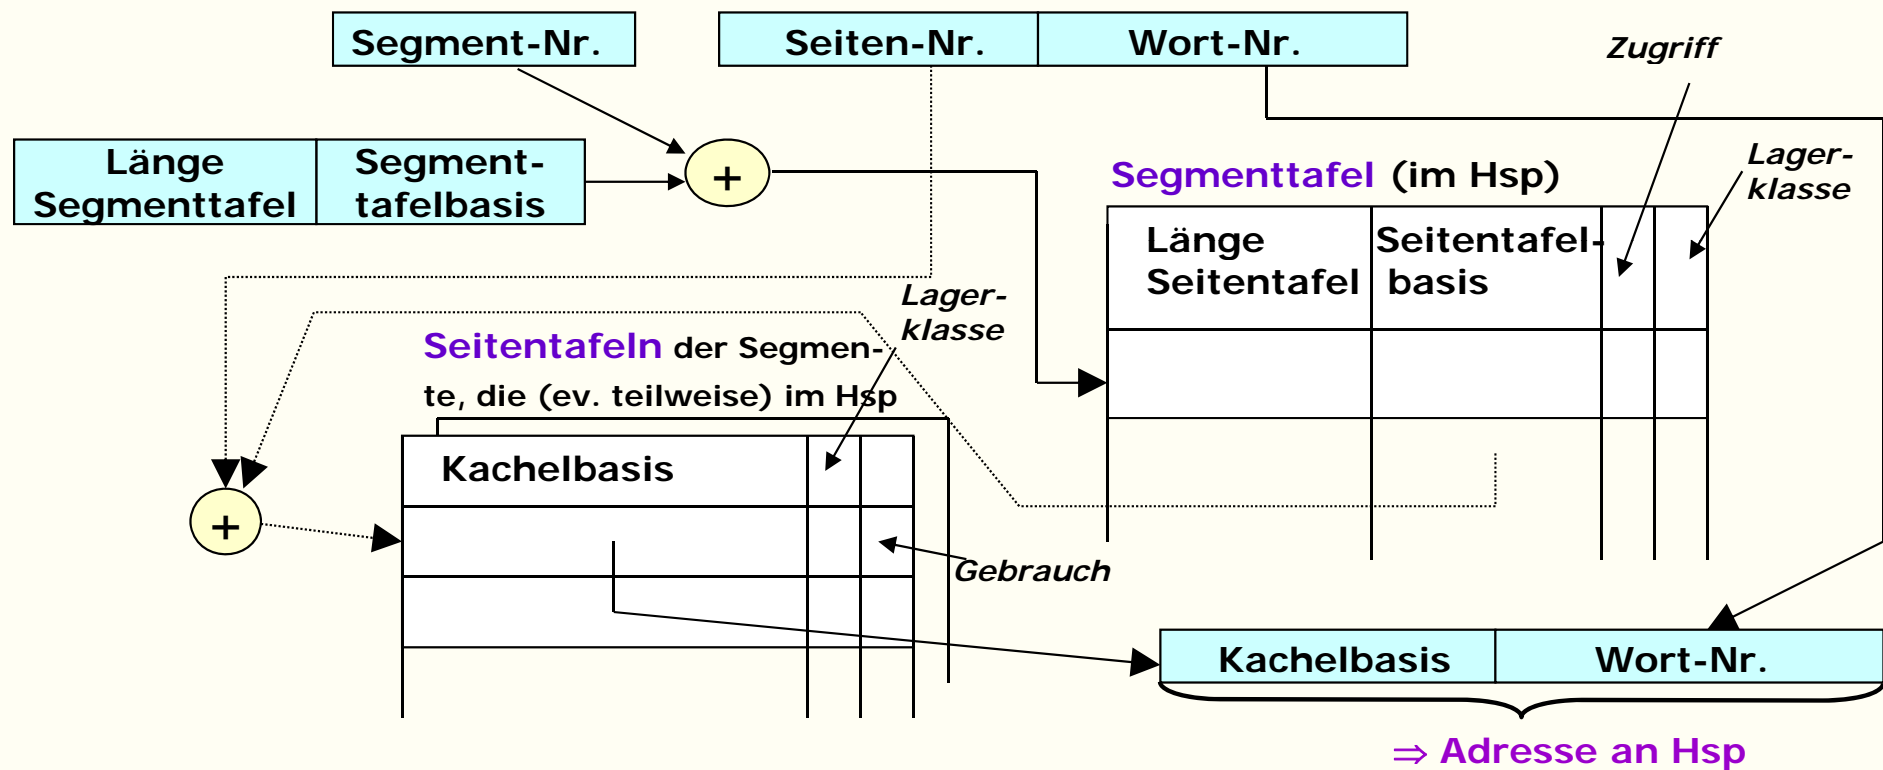 Segment-Nr.
Seiten-Nr.
Wort-Nr.
Zugriff
Länge
Segmenttafel
Segment-
tafelbasis
+
Segmenttafel (im Hsp)
Lager-
klasse
Länge
Seitentafel
Seitentafel-
basis
Lager-
klasse
Seitentafeln der Segmen-
te, die (ev. teilweise) im Hsp
Kachelbasis
+
Gebrauch
Kachelbasis
Wort-Nr.
⇒ Adresse an Hsp